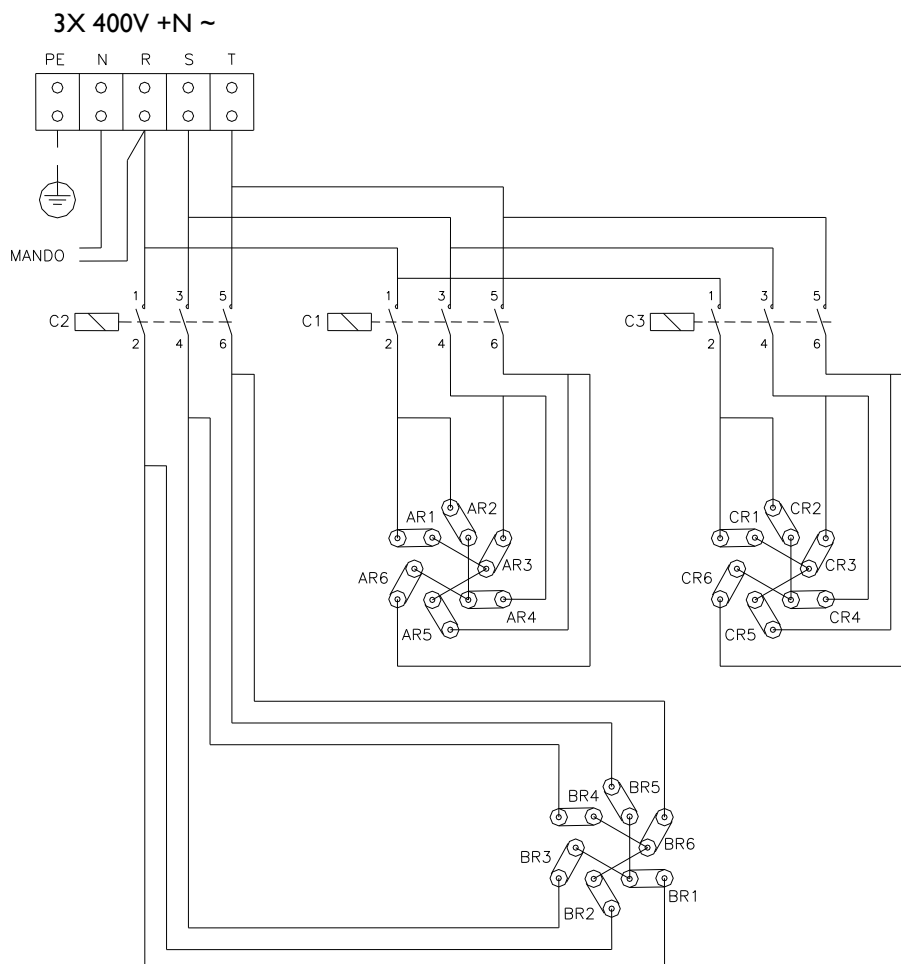 3X 400V +N ~
PE N R S T
MANDO
1 3 5 1 3 5 1 3 5
C2 C1 C3
2 4 6 2 4 6 2 4 6
AR1 AR2 CR1 CR2
AR6 AR3 CR6 CR3
AR5 AR4 CR5 CR4
BR4 BR5
BR3 BR6
BR2 BR1